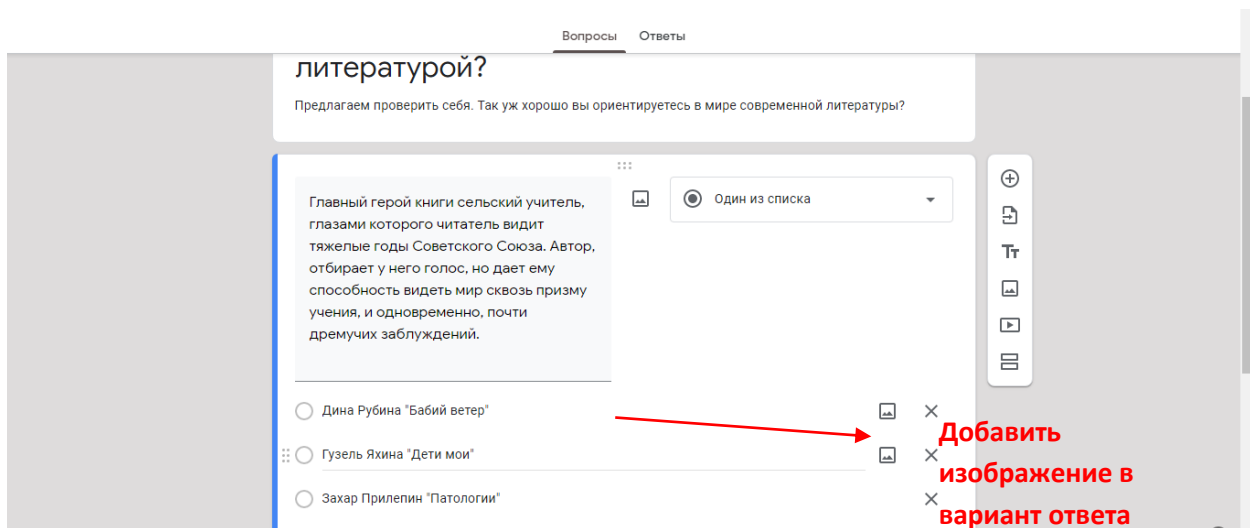 Вопросы Ответы
литературой?
Предлагаем проверить себя. Так уж хорошо вы ориентируетесь в мире современной литературы?
Главный герой книги сельский учитель,
глазами которого читатель видит
тяжелые годы Советского Союза. Автор,
отбирает у него голос, но дает ему
способность видеть мир сквозь призму
учения, и одновременно, почти
дремучих заблуждений.
Один из списка
Тт
Дина Рубина "Бабий ветер"
Гузель Яхина "Дети мои"
Захар Прилепин "Патологии"
Добавить
изображение в
вариант ответа